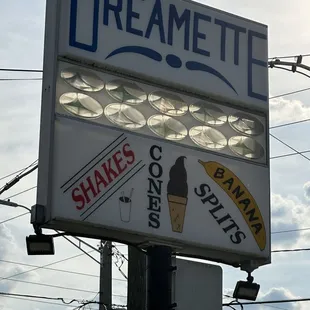 DREAMETTE
SHAKES
CONES
BANANA
SPLITS